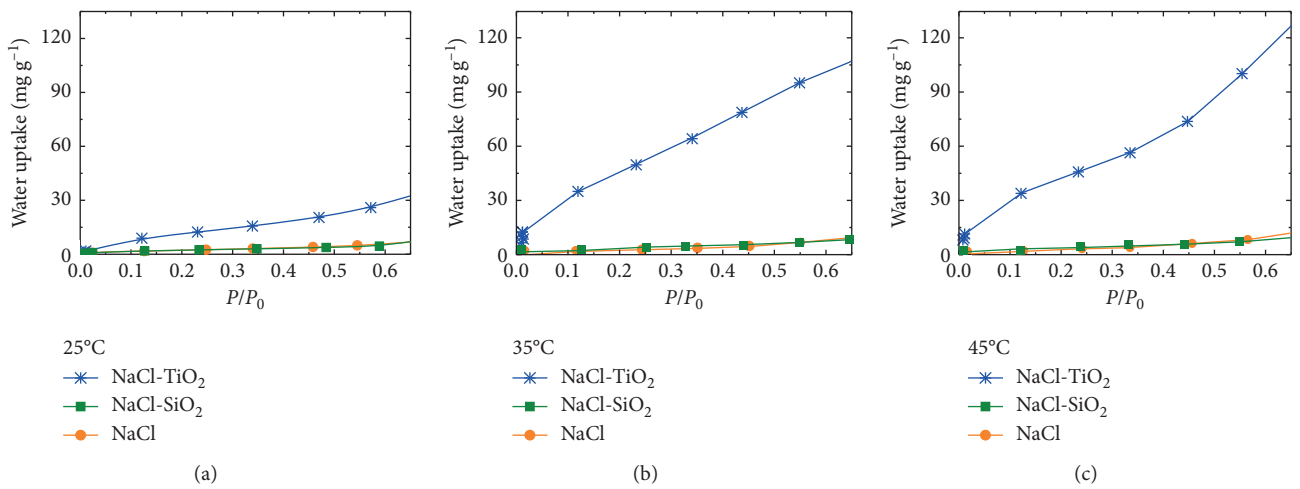 120
90
60
30
0
Water uptake (mg g⁻¹)
0.0 0.1 0.2 0.3 0.4 0.5 0.6
P/P₀
25°C
NaCl-TiO₂
NaCl-SiO₂
NaCl
(a)
120
90
60
30
0
Water uptake (mg g⁻¹)
0.0 0.1 0.2 0.3 0.4 0.5 0.6
P/P₀
35°C
NaCl-TiO₂
NaCl-SiO₂
NaCl
(b)
120
90
60
30
0
Water uptake (mg g⁻¹)
0.0 0.1 0.2 0.3 0.4 0.5 0.6
P/P₀
45°C
NaCl-TiO₂
NaCl-SiO₂
NaCl
(c)